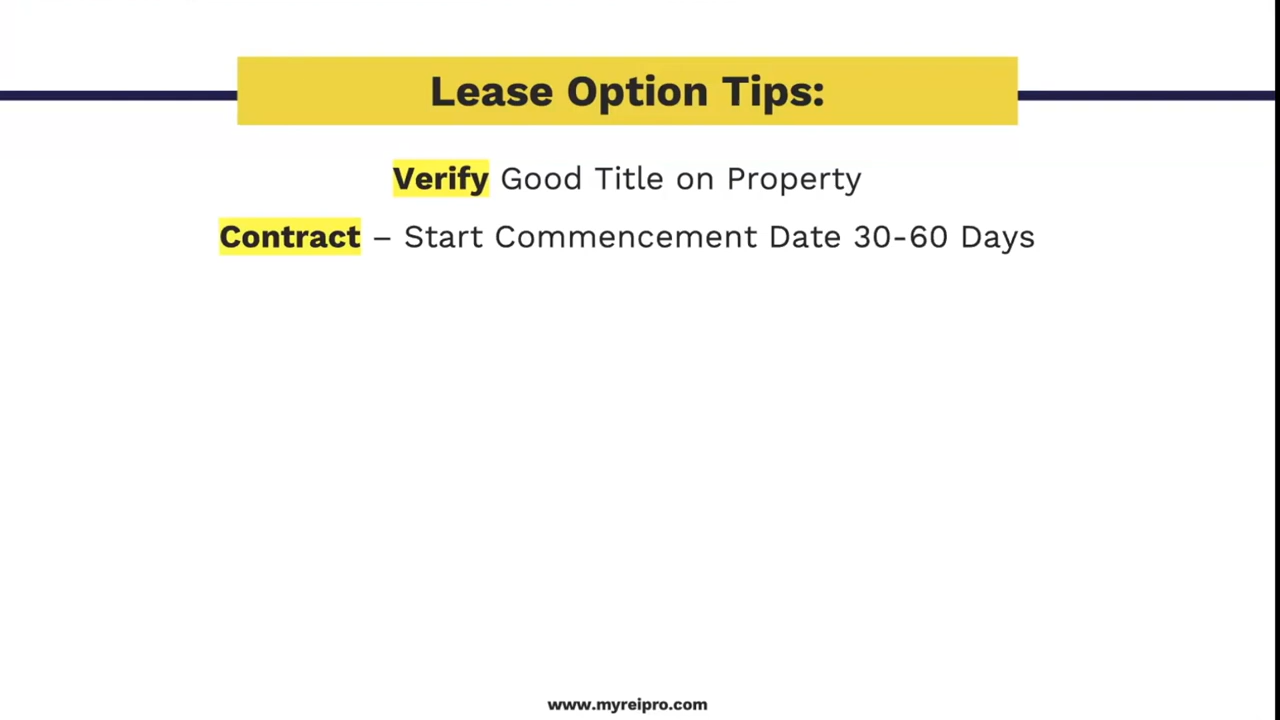 Lease Option Tips:
Verify Good Title on Property
Contract – Start Commencement Date 30-60 Days
www.myreipro.com